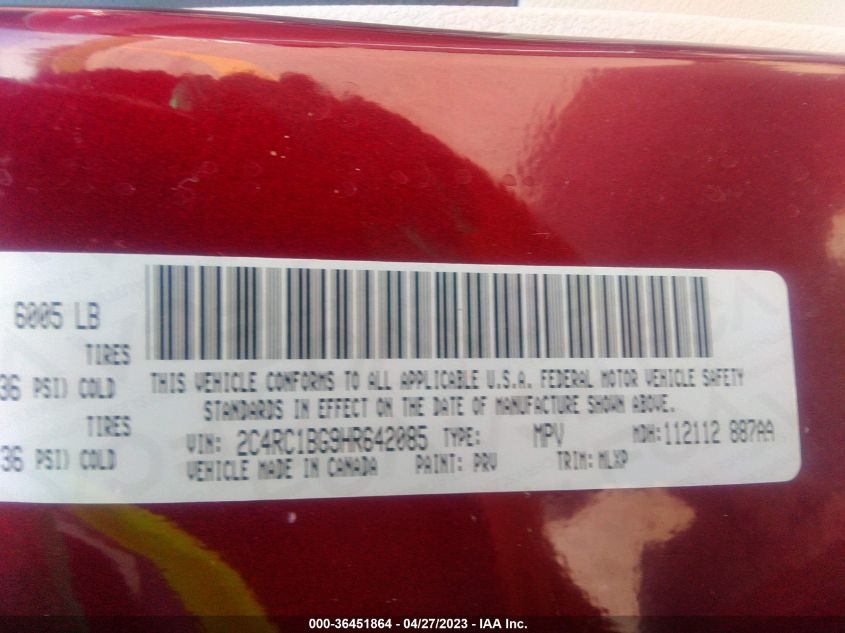 6005 LB
TIRES
36 PSI) COLD
TIRES
36 PSI) COLD
THIS VEHICLE CONFORMS TO ALL APPLICABLE U.S.A. FEDERAL MOTOR VEHICLE SAFETY
STANDARDS IN EFFECT ON THE DATE OF MANUFACTURE SHOWN ABOVE.
VIN: 2C4RC1BG9HR642085 TYPE: MPV MDH:112112 887AA
VEHICLE MADE IN CANADA PAINT: PRV TRIM: MLXP
000-36451864 - 04/27/2023 - IAA Inc.